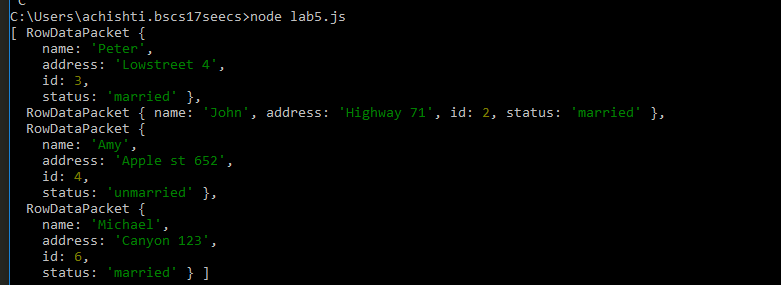 C:\Users\achishti.bscs17seecs>node lab5.js
[ RowDataPacket {
    name: 'Peter',
    address: 'Lowstreet 4',
    id: 3,
    status: 'married' },
  RowDataPacket { name: 'John', address: 'Highway 71', id: 2, status: 'married' },
  RowDataPacket {
    name: 'Amy',
    address: 'Apple st 652',
    id: 4,
    status: 'unmarried' },
  RowDataPacket {
    name: 'Michael',
    address: 'Canyon 123',
    id: 6,
    status: 'married' } ]